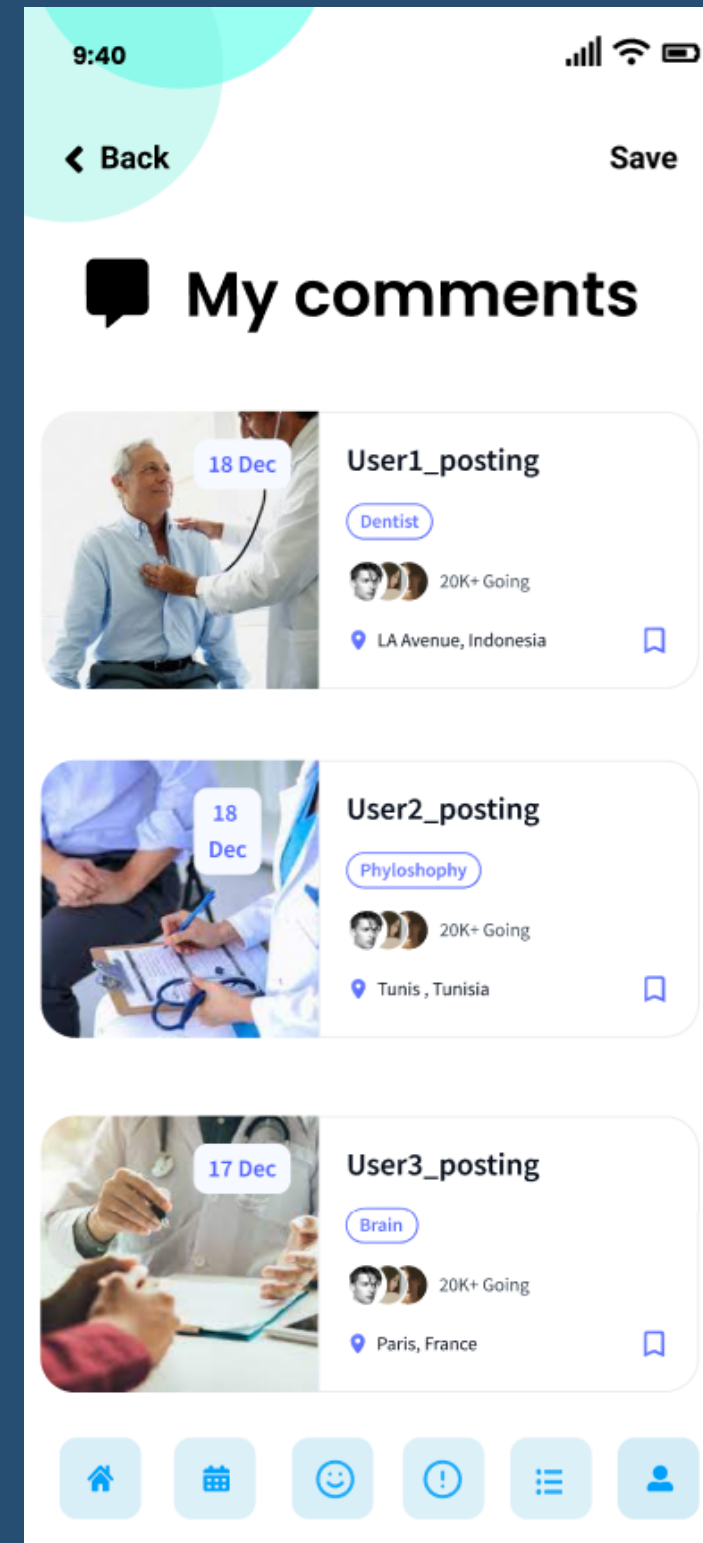 9:40
Back
Save
My comments
18 Dec
User1_posting
Dentist
20K+ Going
LA Avenue, Indonesia
18
Dec
User2_posting
Phyloshophy
20K+ Going
Tunis , Tunisia
17 Dec
User3_posting
Brain
20K+ Going
Paris, France